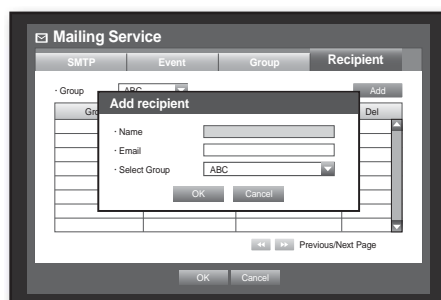 Mailing Service
SMTP Event Group Recipient
· Group ABC Add
Del
Add recipient
· Name
· Email
· Select Group ABC
OK Cancel
Previous/Next Page
OK Cancel